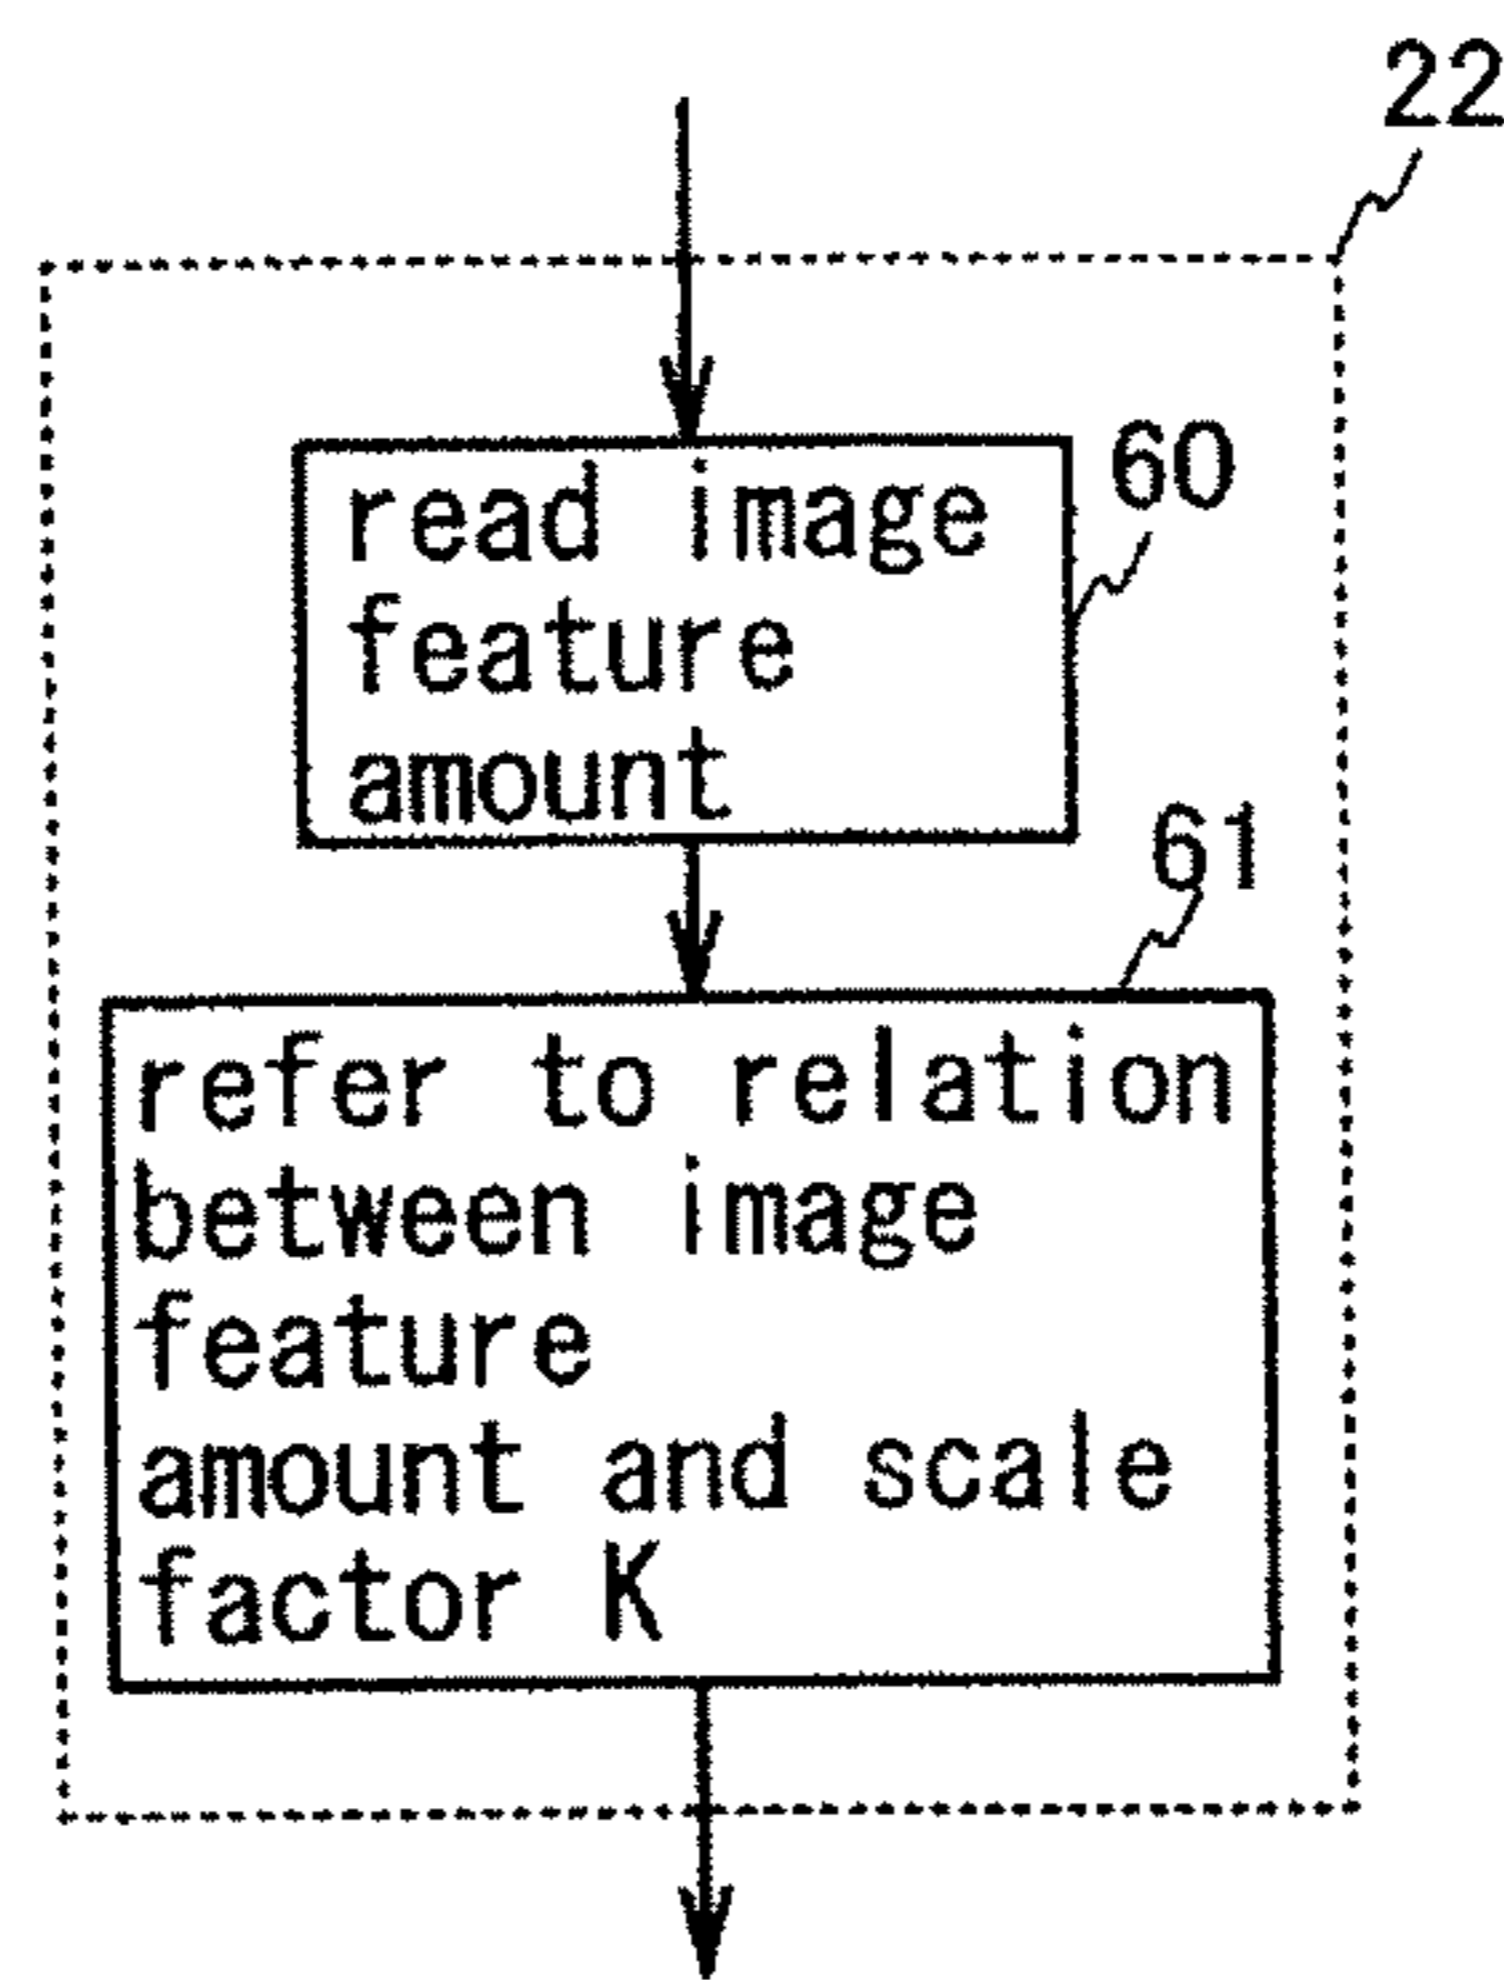 22
60
read image
feature
amount
61
refer to relation
between image
feature
amount and scale
factor K